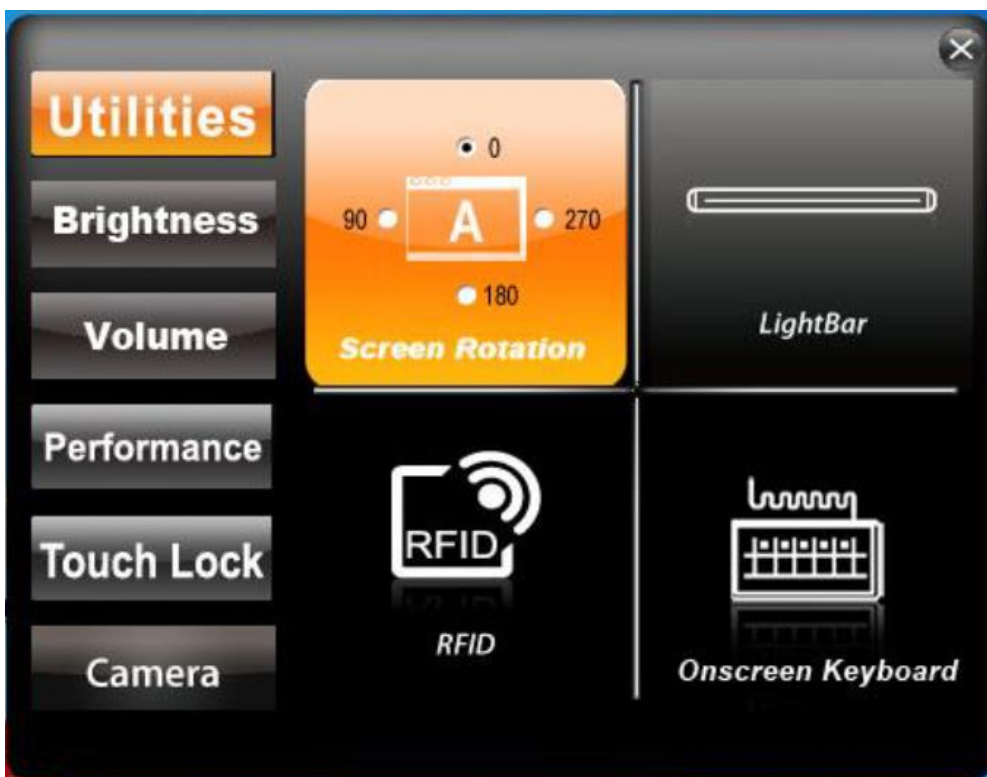 Utilities
Brightness
Volume
Performance
Touch Lock
Camera
0
90
A
270
180
Screen Rotation
LightBar
RFID
RFID
Onscreen Keyboard